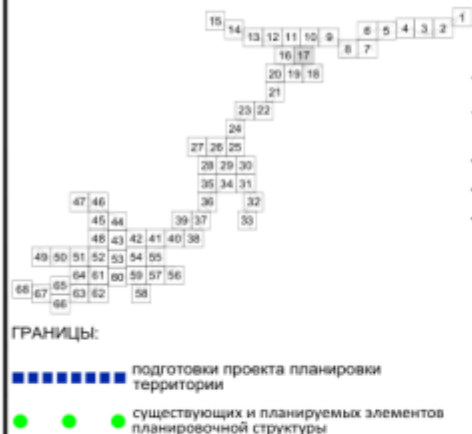 1
15
14 6 5 4 3 2
13 12 11 10 9
8 7
16 17
20 19 18
21
23 22
24
27 26 25
28 29 30
35 34 31
47 46 36 32
45 44 39 37 33
48 43 42 41 40 38
49 50 51 52 53 54 55
64 61 60 59 57 56
68 67 65 63 62 58
66
ГРАНИЦЫ:
подготовки проекта планировки
территории
существующих и планируемых элементов
планировочной структуры